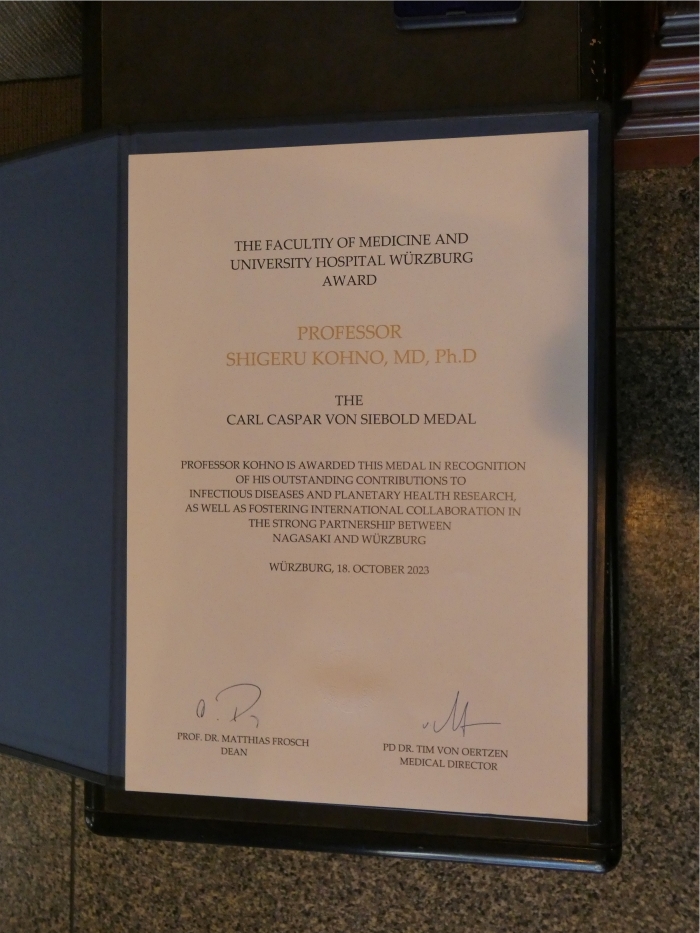 THE FACULTIY OF MEDICINE AND
UNIVERSITY HOSPITAL WÜRZBURG
AWARD
PROFESSOR
SHIGERU KOHNO, MD, Ph.D
THE
CARL CASPAR VON SIEBOLD MEDAL
PROFESSOR KOHNO IS AWARDED THIS MEDAL IN RECOGNITION
OF HIS OUTSTANDING CONTRIBUTIONS TO
INFECTIOUS DISEASES AND PLANETARY HEALTH RESEARCH,
AS WELL AS FOSTERING INTERNATIONAL COLLABORATION IN
THE STRONG PARTNERSHIP BETWEEN
NAGASAKI AND WÜRZBURG
WÜRZBURG, 18. OCTOBER 2023
PROF. DR. MATTHIAS FROSCH
DEAN
PD DR. TIM VON OERTZEN
MEDICAL DIRECTOR